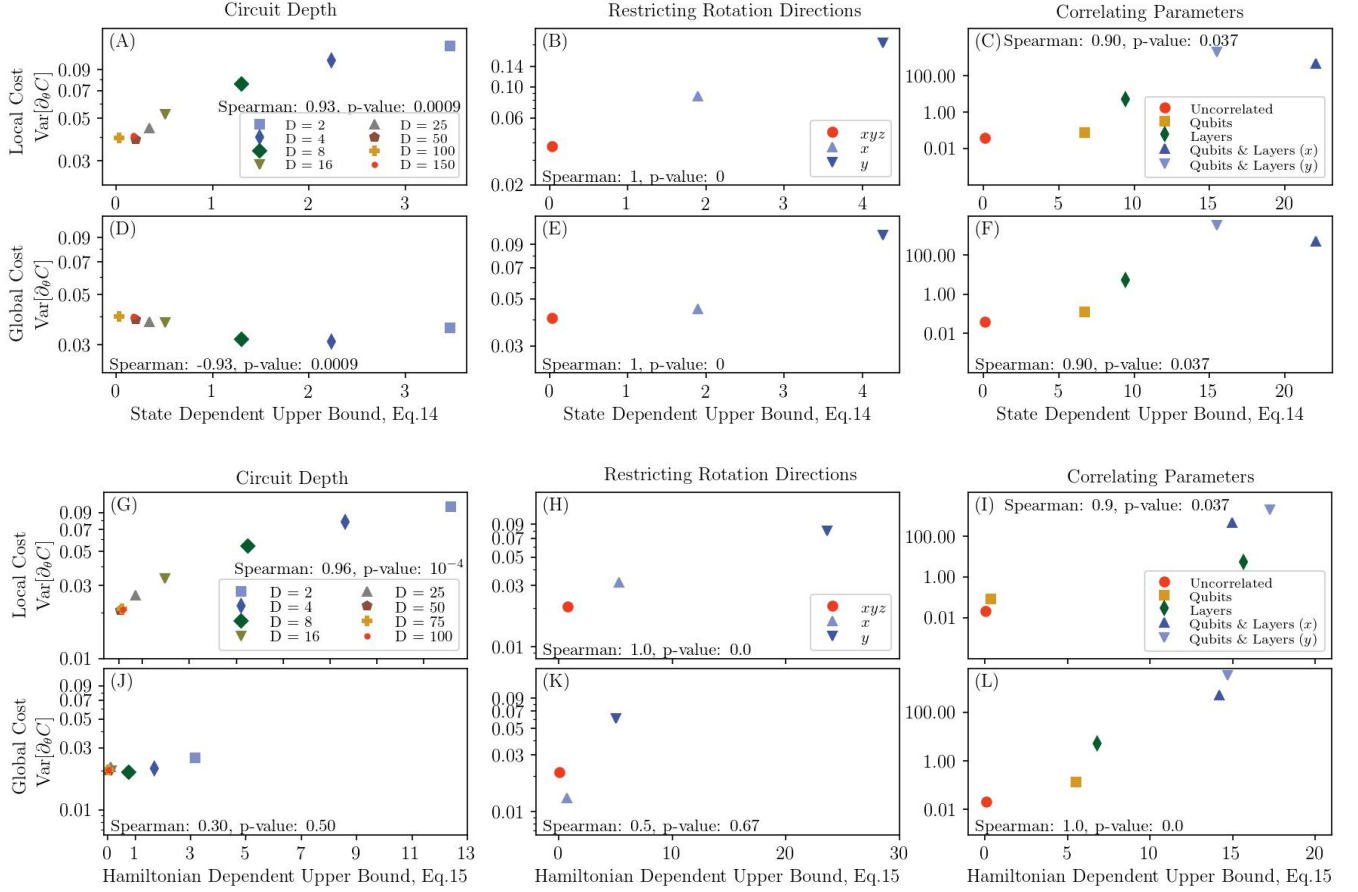 Circuit Depth
Restricting Rotation Directions
Correlating Parameters
Local Cost
Var[∂θC]
(A)
0.09
0.07
0.05
0.03
Spearman: 0.93, p-value: 0.0009
D = 2
D = 4
D = 8
D = 16
D = 25
D = 50
D = 100
D = 150
0 1 2 3
(B)
0.14
0.10
0.06
0.02
xyz
x
y
Spearman: 1, p-value: 0
0 1 2 3 4
(C) Spearman: 0.90, p-value: 0.037
100.00
1.00
0.01
Uncorrelated
Qubits
Layers
Qubits & Layers (x)
Qubits & Layers (y)
0 5 10 15 20
Global Cost
Var[∂θC]
(D)
0.09
0.07
0.05
0.03
Spearman: -0.93, p-value: 0.0009
0 1 2 3
State Dependent Upper Bound, Eq.14
(E)
0.09
0.07
0.05
0.03
Spearman: 1, p-value: 0
0 1 2 3 4
State Dependent Upper Bound, Eq.14
(F)
100.00
1.00
0.01
Spearman: 0.90, p-value: 0.037
0 5 10 15 20
State Dependent Upper Bound, Eq.14
Circuit Depth
Restricting Rotation Directions
Correlating Parameters
Local Cost
Var[∂θC]
(G)
0.09
0.07
0.05
0.03
0.01
Spearman: 0.96, p-value: 10⁻⁴
D = 2
D = 4
D = 8
D = 16
D = 25
D = 50
D = 75
D = 100
(H)
0.09
0.07
0.05
0.03
0.01
xyz
x
y
Spearman: 1.0, p-value: 0.0
(I) Spearman: 0.9, p-value: 0.037
100.00
1.00
0.01
Uncorrelated
Qubits
Layers
Qubits & Layers (x)
Qubits & Layers (y)
Global Cost
Var[∂θC]
(J)
0.09
0.07
0.05
0.03
0.01
Spearman: 0.30, p-value: 0.50
0 1 3 5 7 9 11 13
Hamiltonian Dependent Upper Bound, Eq.15
(K)
0.09
0.07
0.05
0.03
0.01
Spearman: 0.5, p-value: 0.67
0 10 20 30
Hamiltonian Dependent Upper Bound, Eq.15
(L)
100.00
1.00
0.01
Spearman: 1.0, p-value: 0.0
0 5 10 15 20
Hamiltonian Dependent Upper Bound, Eq.15